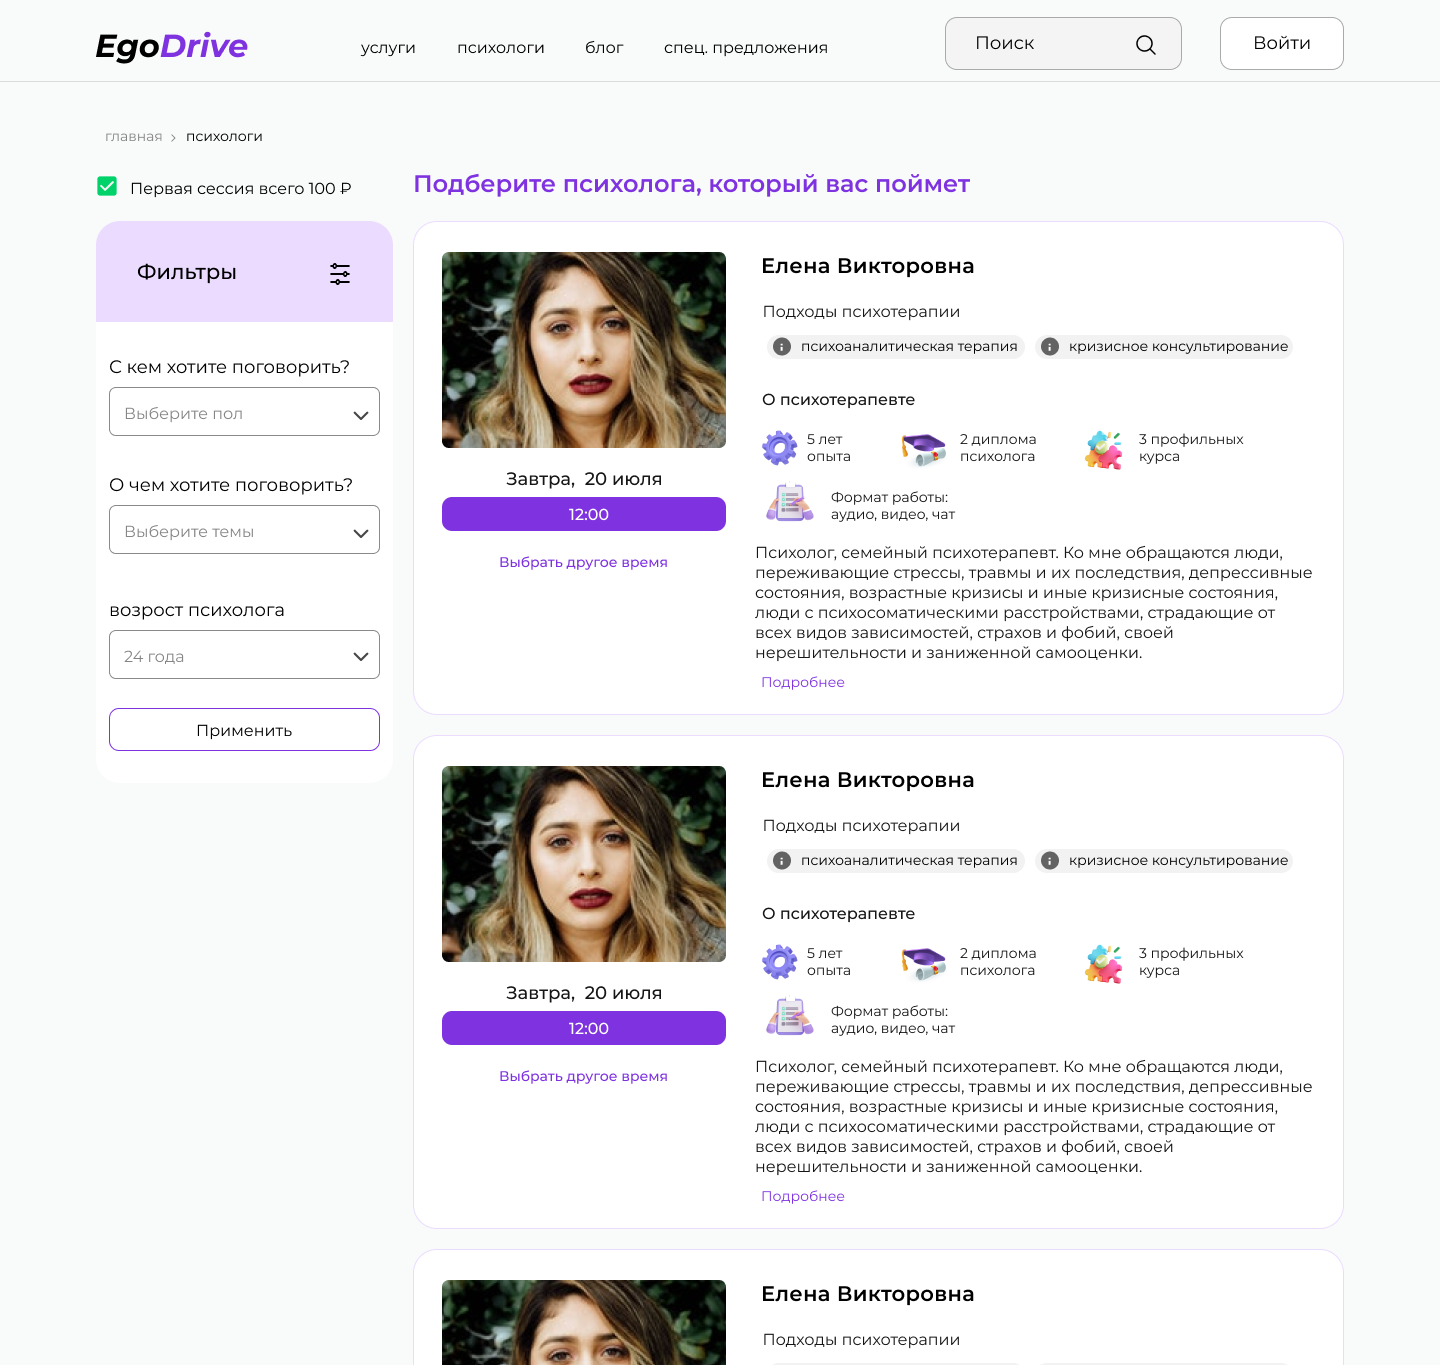 EgoDrive
услуги
психологи
блог
спец. предложения
Поиск
Войти
главная › психологи
Первая сессия всего 100 ₽
Фильтры
С кем хотите поговорить?
Выберите пол
О чем хотите поговорить?
Выберите темы
возрост психолога
24 года
Применить
Подберите психолога, который вас поймет
Завтра, 20 июля
12:00
Выбрать другое время
Елена Викторовна
Подходы психотерапии
психоаналитическая терапия
кризисное консультирование
О психотерапевте
5 лет
опыта
2 диплома
психолога
3 профильных
курса
Формат работы:
аудио, видео, чат
Психолог, семейный психотерапевт. Ко мне обращаются люди,
переживающие стрессы, травмы и их последствия, депрессивные
состояния, возрастные кризисы и иные кризисные состояния,
люди с психосоматическими расстройствами, страдающие от
всех видов зависимостей, страхов и фобий, своей
нерешительности и заниженной самооценки.
Подробнее
Завтра, 20 июля
12:00
Выбрать другое время
Елена Викторовна
Подходы психотерапии
психоаналитическая терапия
кризисное консультирование
О психотерапевте
5 лет
опыта
2 диплома
психолога
3 профильных
курса
Формат работы:
аудио, видео, чат
Психолог, семейный психотерапевт. Ко мне обращаются люди,
переживающие стрессы, травмы и их последствия, депрессивные
состояния, возрастные кризисы и иные кризисные состояния,
люди с психосоматическими расстройствами, страдающие от
всех видов зависимостей, страхов и фобий, своей
нерешительности и заниженной самооценки.
Подробнее
Елена Викторовна
Подходы психотерапии